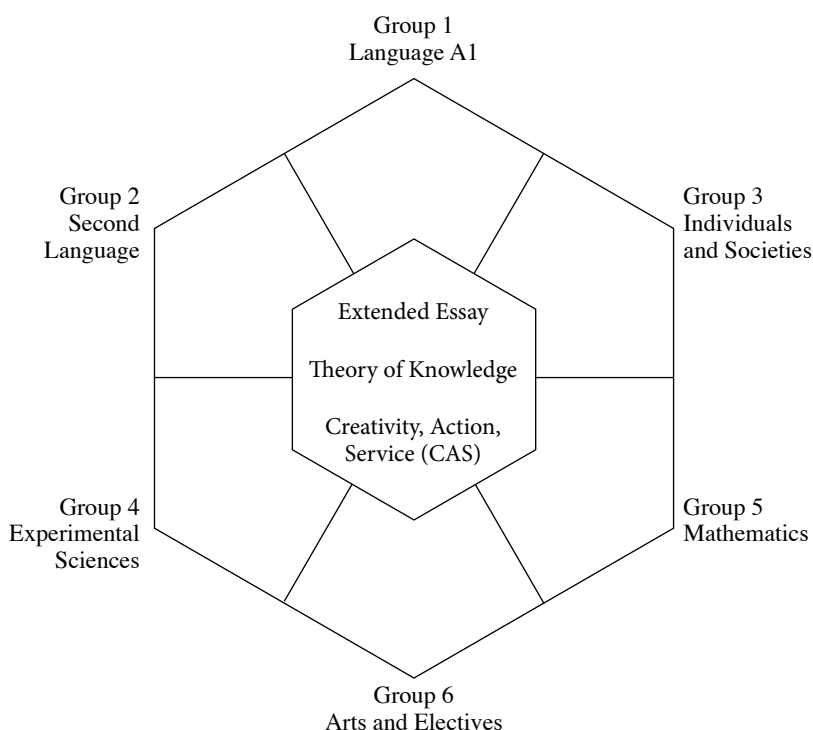 Group 1
Language A1
Group 2
Second
Language
Group 3
Individuals
and Societies
Extended Essay
Theory of Knowledge
Creativity, Action,
Service (CAS)
Group 4
Experimental
Sciences
Group 5
Mathematics
Group 6
Arts and Electives